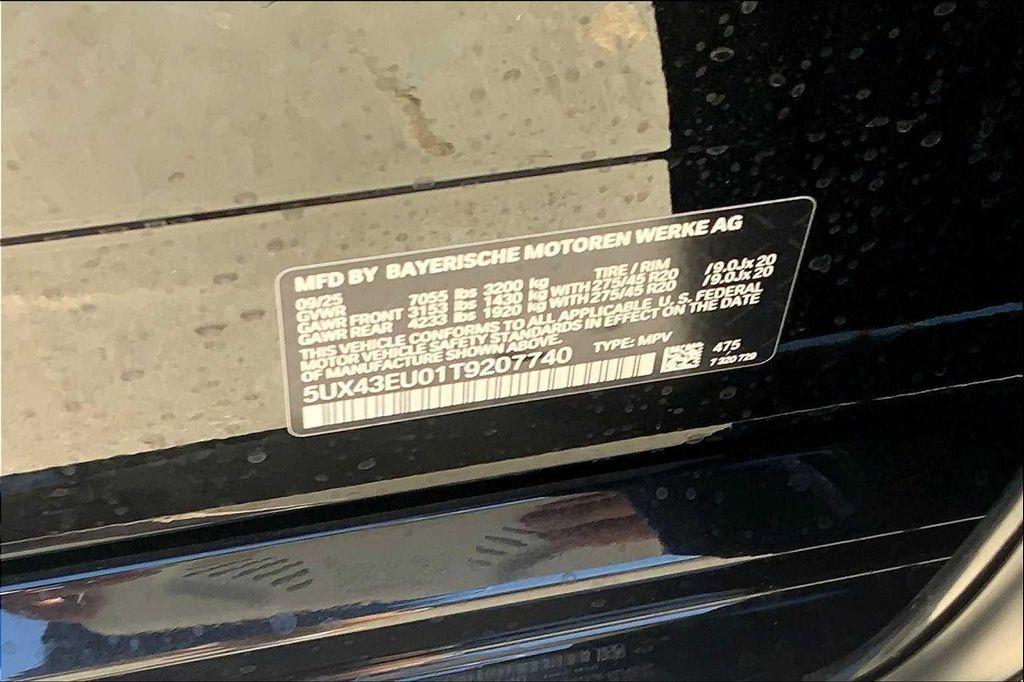 MFD BY BAYERISCHE MOTOREN WERKE AG
09/25 TIRE / RIM
GVWR 7055 lbs 3200 kg
GAWR FRONT 3153 lbs 1430 kg WITH 275/45 R20 /9.0Jx20
GAWR REAR 4233 lbs 1920 kg WITH 275/45 R20 /9.0Jx20
THIS VEHICLE CONFORMS TO ALL APPLICABLE U. S. FEDERAL
MOTOR VEHICLE SAFETY STANDARDS IN EFFECT ON THE DATE
OF MANUFACTURE SHOWN ABOVE.
5UX43EU01T9207740 TYPE: MPV
475
7 320 729